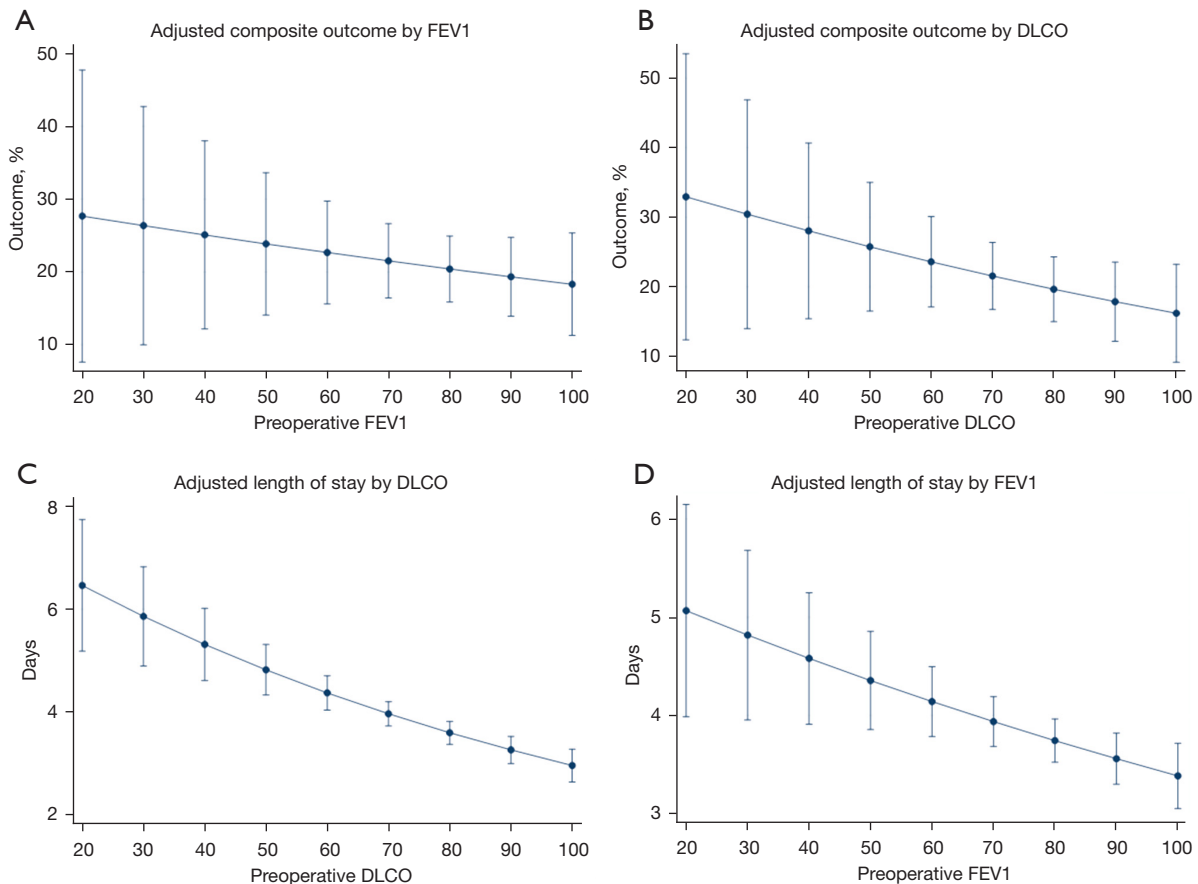 A
Adjusted composite outcome by FEV1
Outcome, %
50
40
30
20
10
20 30 40 50 60 70 80 90 100
Preoperative FEV1
B
Adjusted composite outcome by DLCO
Outcome, %
50
40
30
20
10
20 30 40 50 60 70 80 90 100
Preoperative DLCO
C
Adjusted length of stay by DLCO
Days
8
6
4
2
20 30 40 50 60 70 80 90 100
Preoperative DLCO
D
Adjusted length of stay by FEV1
Days
6
5
4
3
20 30 40 50 60 70 80 90 100
Preoperative FEV1